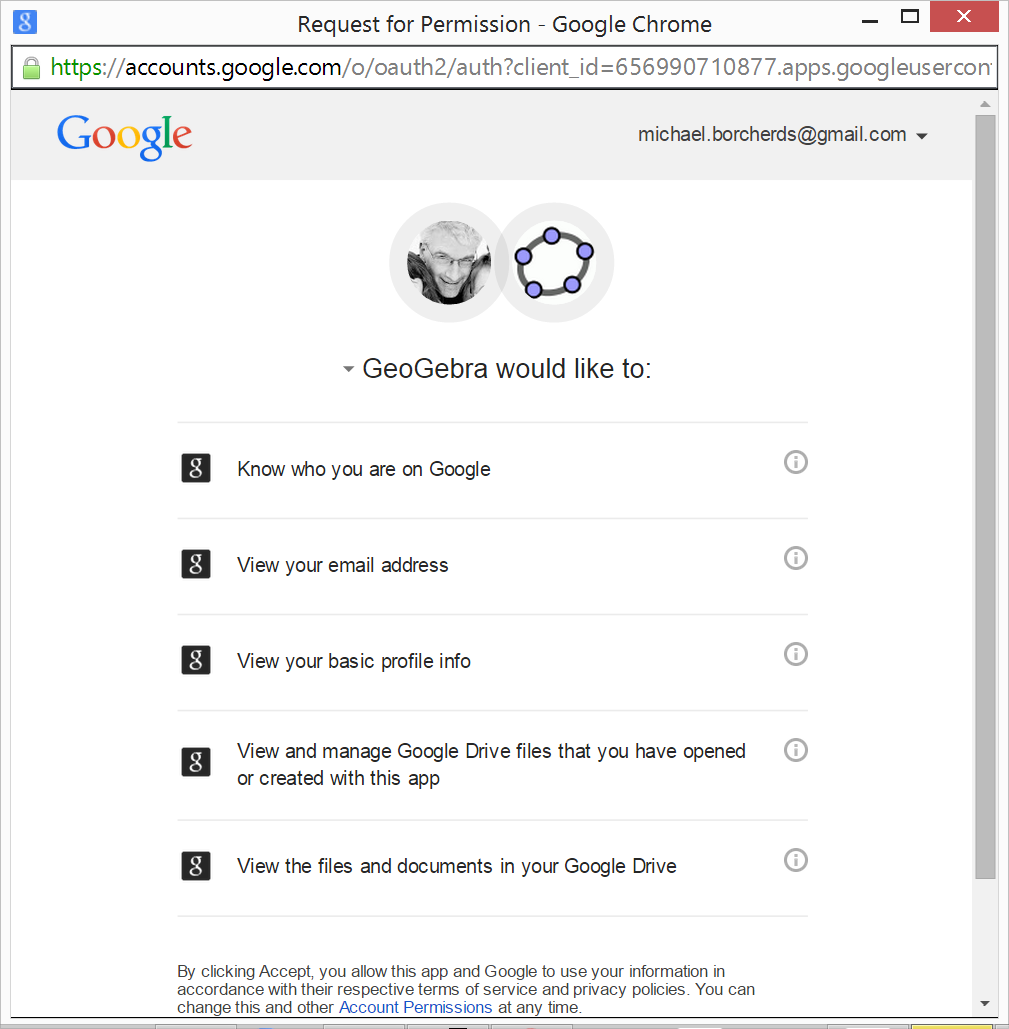 Request for Permission - Google Chrome
https://accounts.google.com/o/oauth2/auth?client_id=656990710877.apps.googleusercon
Google
michael.borcherds@gmail.com
GeoGebra would like to:
Know who you are on Google
View your email address
View your basic profile info
View and manage Google Drive files that you have opened
or created with this app
View the files and documents in your Google Drive
By clicking Accept, you allow this app and Google to use your information in
accordance with their respective terms of service and privacy policies. You can
change this and other Account Permissions at any time.